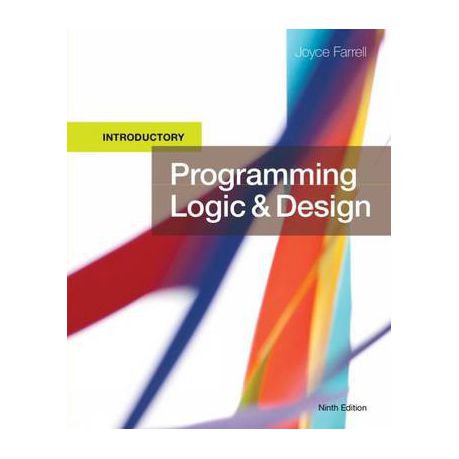 Joyce Farrell
INTRODUCTORY
Programming
Logic & Design
Ninth Edition